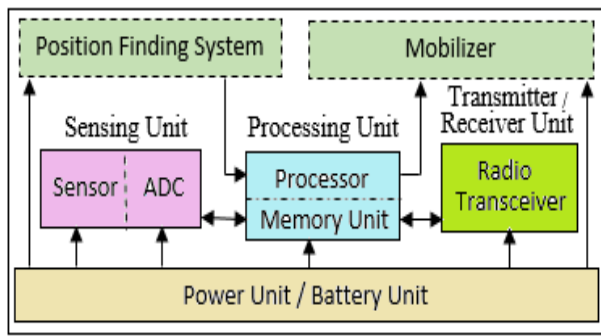 Position Finding System
Mobilizer
Sensing Unit
Processing Unit
Transmitter /
Receiver Unit
Sensor
ADC
Processor
Memory Unit
Radio
Transceiver
Power Unit / Battery Unit